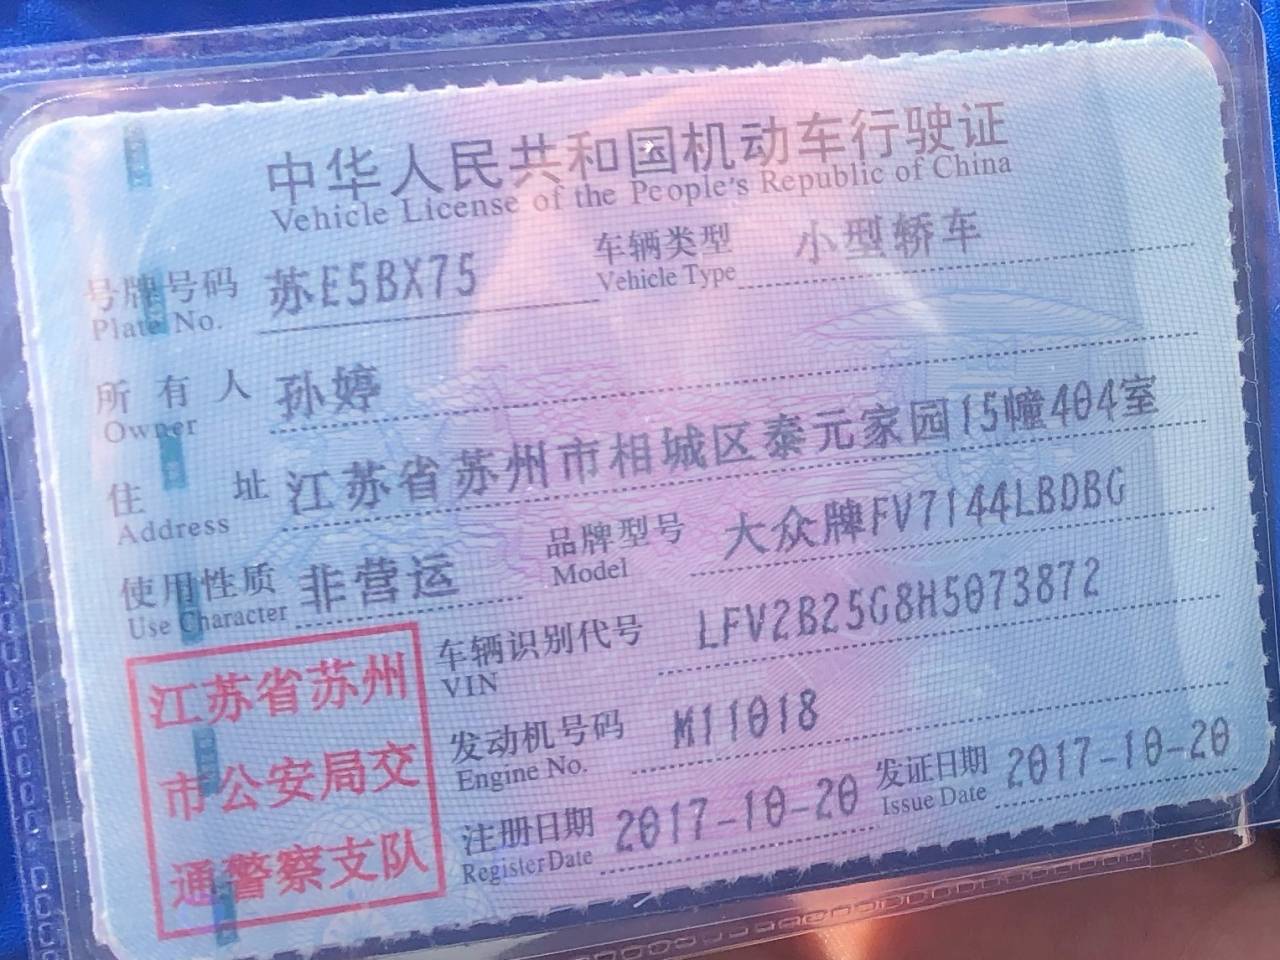 中华人民共和国机动车行驶证
Vehicle License of the People's Republic of China
号牌号码 苏E5BX75 车辆类型 小型轿车
Plate No. Vehicle Type
所有人 孙婷
Owner
住址 江苏省苏州市相城区泰元家园15幢404室
Address
使用性质 非营运 品牌型号 大众牌FV7144LBDBG
Use Character Model
车辆识别代号 LFV2B25G8H5073872
VIN
发动机号码 M11018
Engine No.
注册日期 2017-10-20 发证日期 2017-10-20
Register Date Issue Date
江苏省苏州
市公安局交
通警察支队